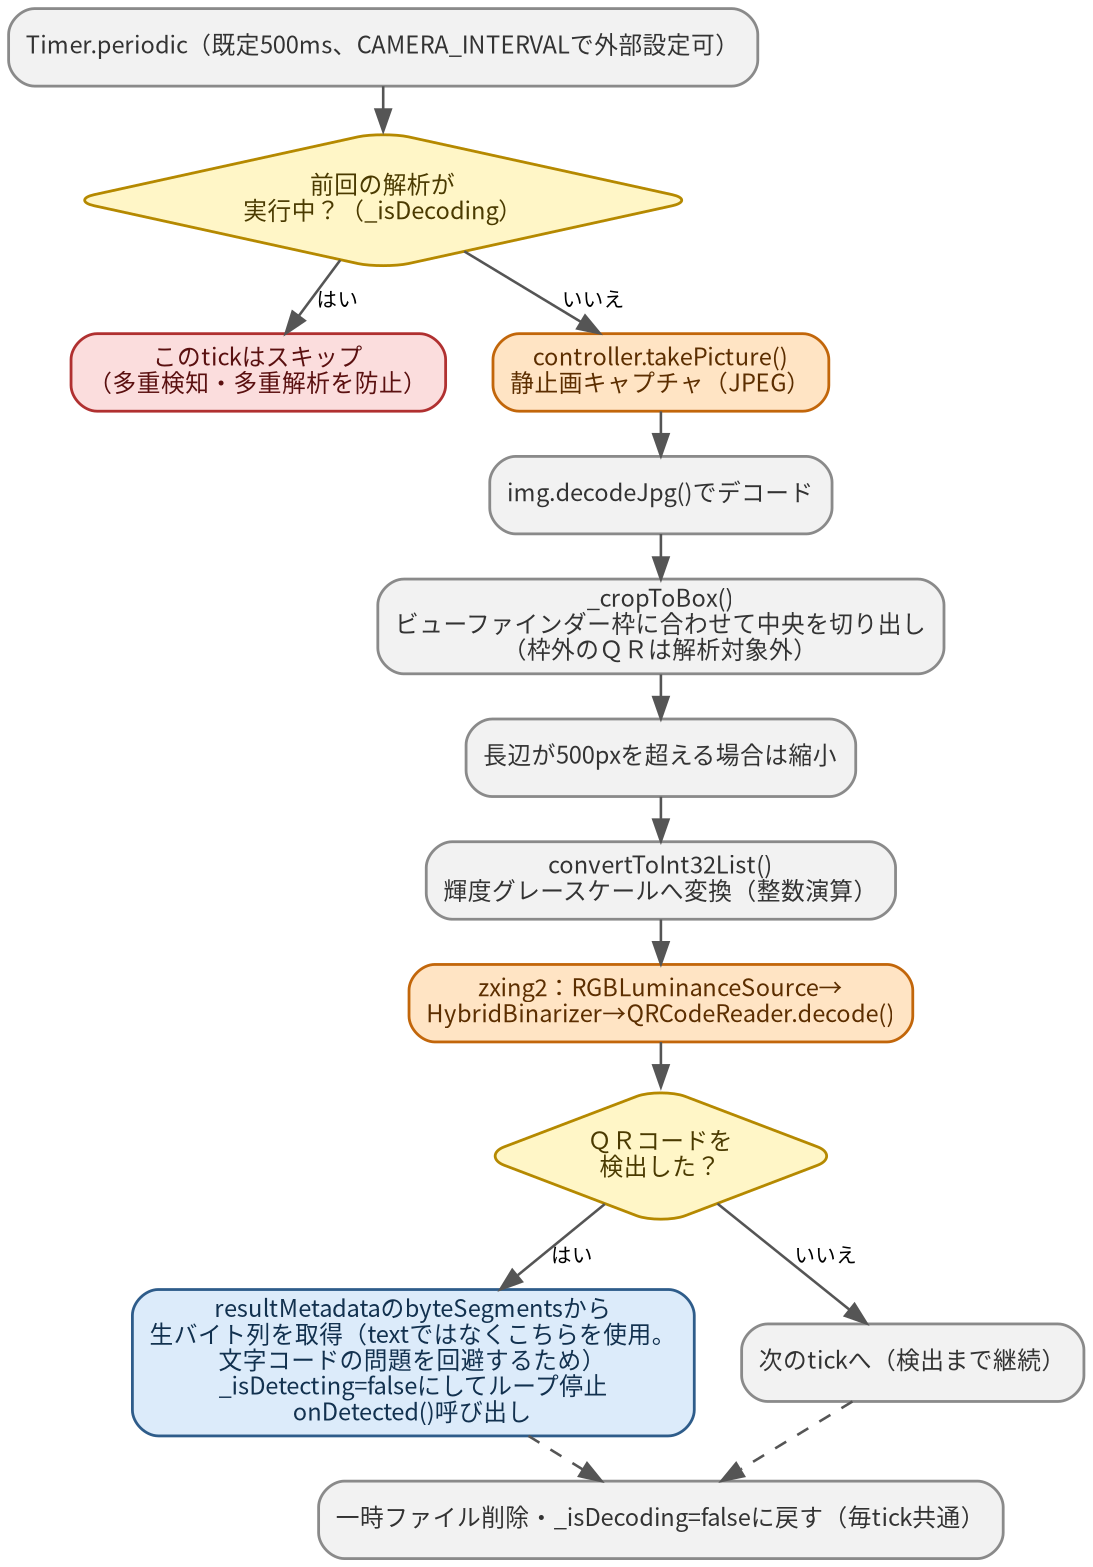 Timer.periodic（既定500ms、CAMERA_INTERVALで外部設定可）
前回の解析が
実行中？（_isDecoding）
はい
いいえ
このtickはスキップ
（多重検知・多重解析を防止）
controller.takePicture()
静止画キャプチャ（JPEG）
img.decodeJpg()でデコード
_cropToBox()
ビューファインダー枠に合わせて中央を切り出し
（枠外のＱＲは解析対象外）
長辺が500pxを超える場合は縮小
convertToInt32List()
輝度グレースケールへ変換（整数演算）
zxing2：RGBLuminanceSource→
HybridBinarizer→QRCodeReader.decode()
ＱＲコードを
検出した？
はい
いいえ
resultMetadataのbyteSegmentsから
生バイト列を取得（textではなくこちらを使用。
文字コードの問題を回避するため）
_isDetecting=falseにしてループ停止
onDetected()呼び出し
次のtickへ（検出まで継続）
一時ファイル削除・_isDecoding=falseに戻す（毎tick共通）